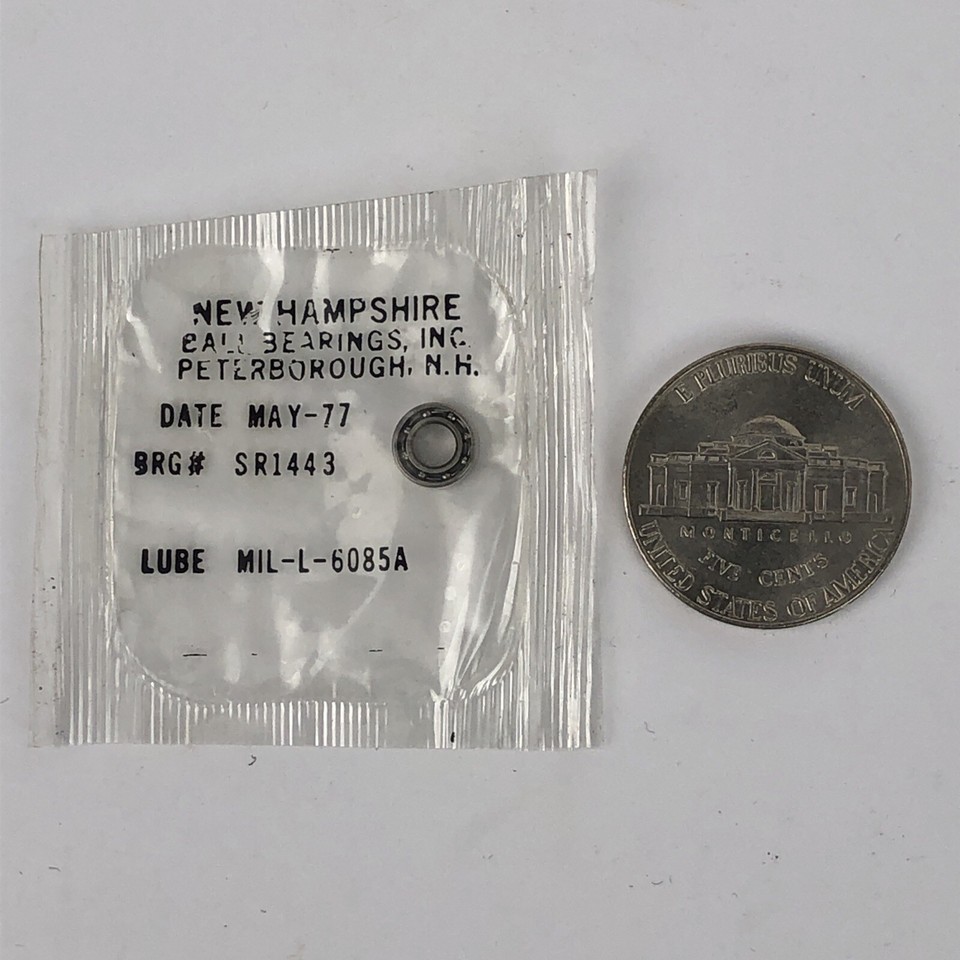 NEW HAMPSHIRE
BALL BEARINGS, INC.
PETERBOROUGH, N.H.
DATE MAY-77
BRG# SR1443
LUBE MIL-L-6085A
E PLURIBUS UNUM
MONTICELLO
FIVE CENTS
UNITED STATES OF AMERICA